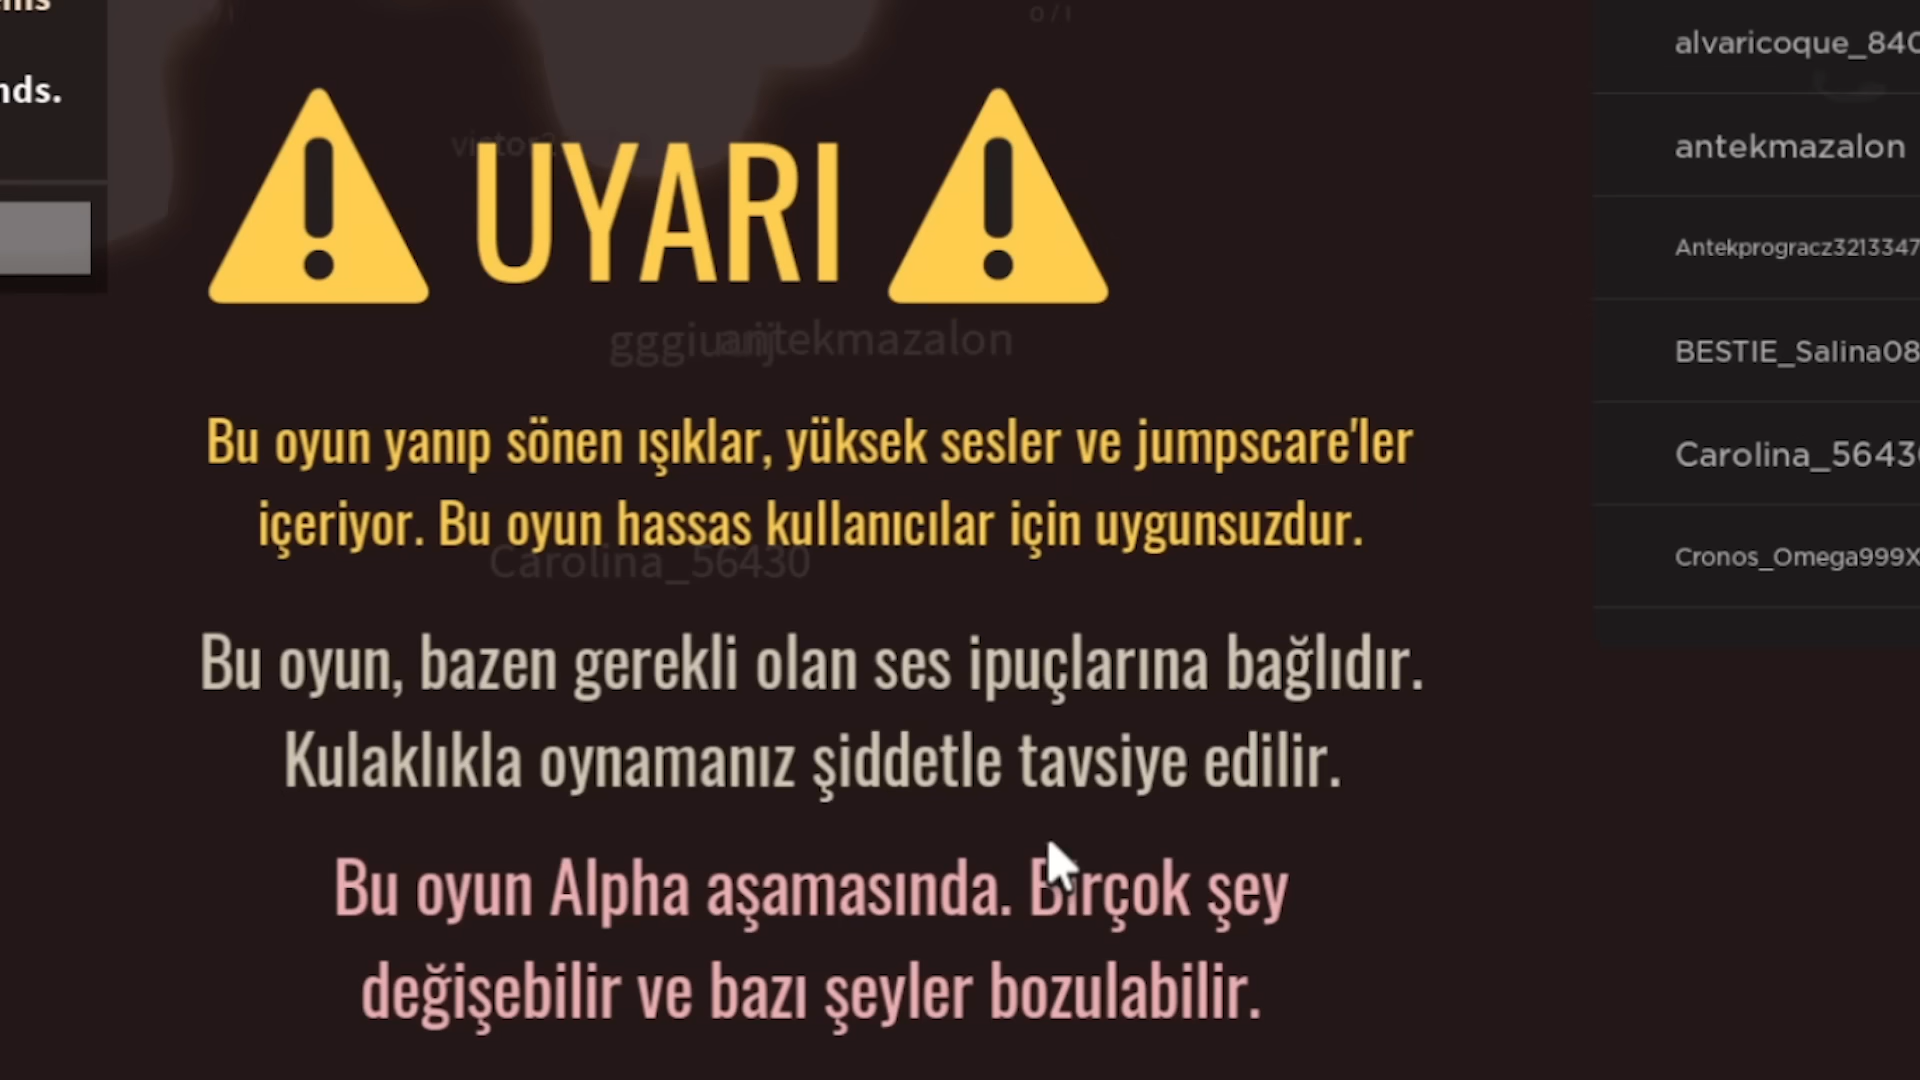 nds.
UYARI
antekmazalon
Bu oyun yanıp sönen ışıklar, yüksek sesler ve jumpscare'ler
içeriyor. Bu oyun hassas kullanıcılar için uygunsuzdur.
Carolina_56430
Bu oyun, bazen gerekli olan ses ipuçlarına bağlıdır.
Kulaklıkla oynamanız şiddetle tavsiye edilir.
Bu oyun Alpha aşamasında. Birçok şey
değişebilir ve bazı şeyler bozulabilir.
alvaricoque_840
antekmazalon
Antekprogracz3213347
BESTIE_Salina08
Carolina_5643
Cronos_Omega999X